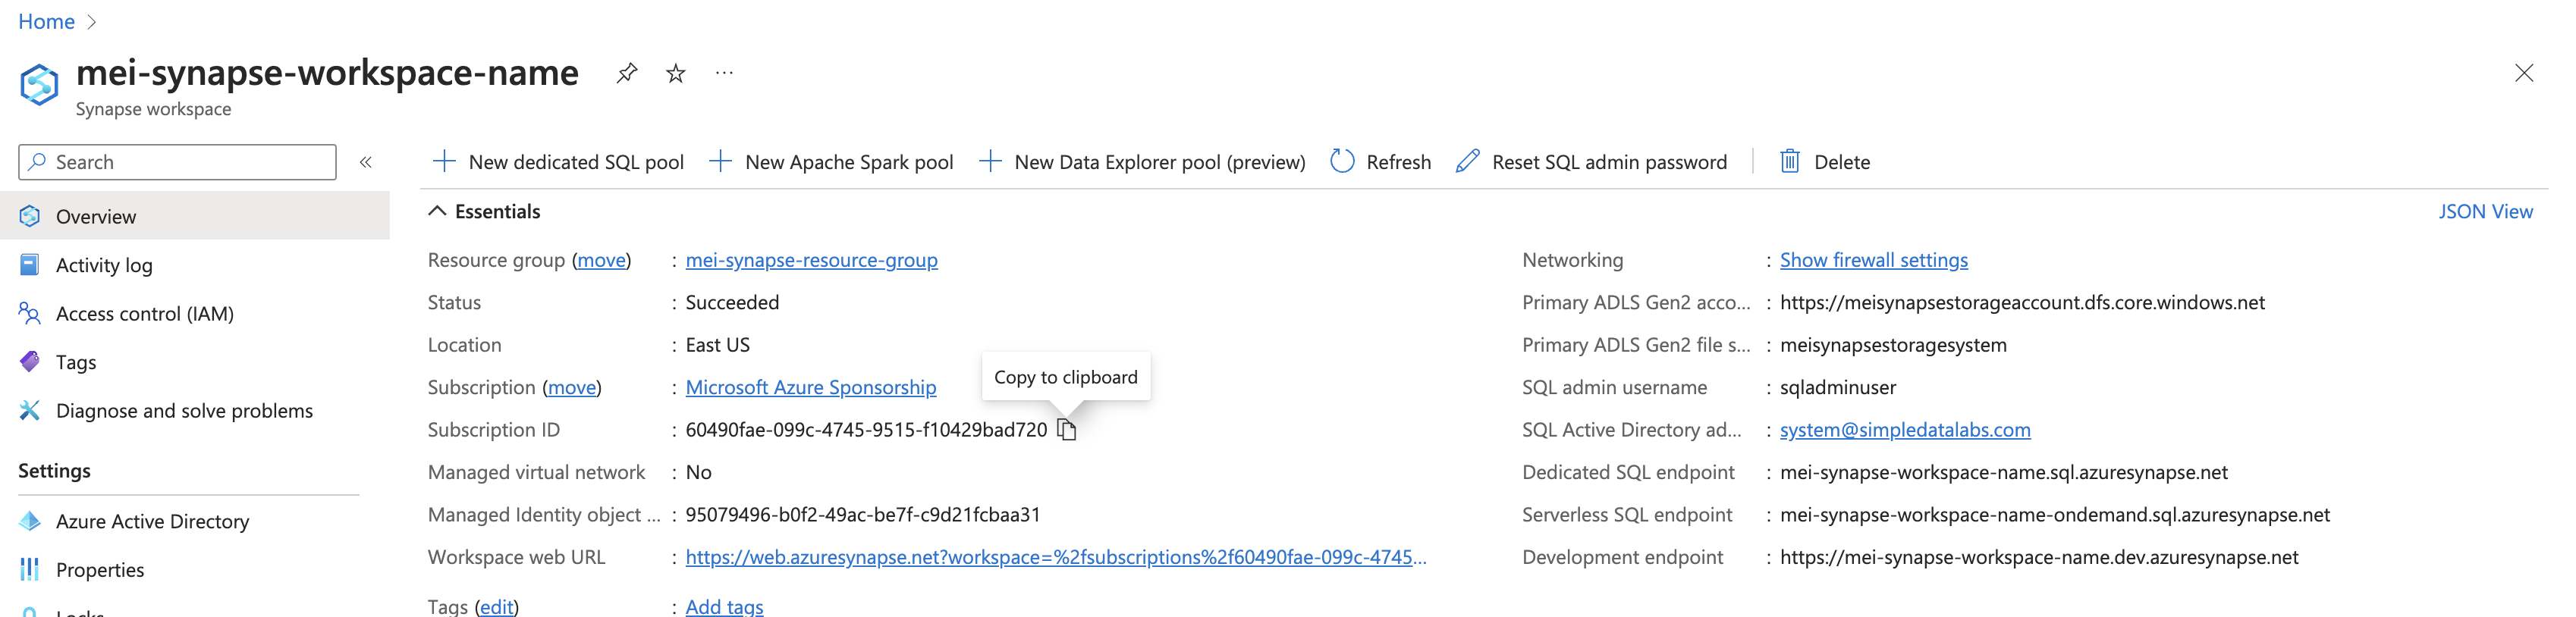 Home
mei-synapse-workspace-name
Synapse workspace
Search
New dedicated SQL pool
New Apache Spark pool
New Data Explorer pool (preview)
Refresh
Reset SQL admin password
Delete
Overview
Activity log
Access control (IAM)
Tags
Diagnose and solve problems
Settings
Azure Active Directory
Properties
Locks
Essentials
JSON View
Resource group (move) : mei-synapse-resource-group
Status : Succeeded
Location : East US
Subscription (move) : Microsoft Azure Sponsorship
Copy to clipboard
Subscription ID : 60490fae-099c-4745-9515-f10429bad720
Managed virtual network : No
Managed Identity object ... : 95079496-b0f2-49ac-be7f-c9d21fcbaa31
Workspace web URL : https://web.azuresynapse.net?workspace=%2fsubscriptions%2f60490fae-099c-4745...
Tags (edit) : Add tags
Networking : Show firewall settings
Primary ADLS Gen2 acco... : https://meisynapsestorageaccount.dfs.core.windows.net
Primary ADLS Gen2 file s... : meisynapsestoragesystem
SQL admin username : sqladminuser
SQL Active Directory ad... : system@simpledatalabs.com
Dedicated SQL endpoint : mei-synapse-workspace-name.sql.azuresynapse.net
Serverless SQL endpoint : mei-synapse-workspace-name-ondemand.sql.azuresynapse.net
Development endpoint : https://mei-synapse-workspace-name.dev.azuresynapse.net